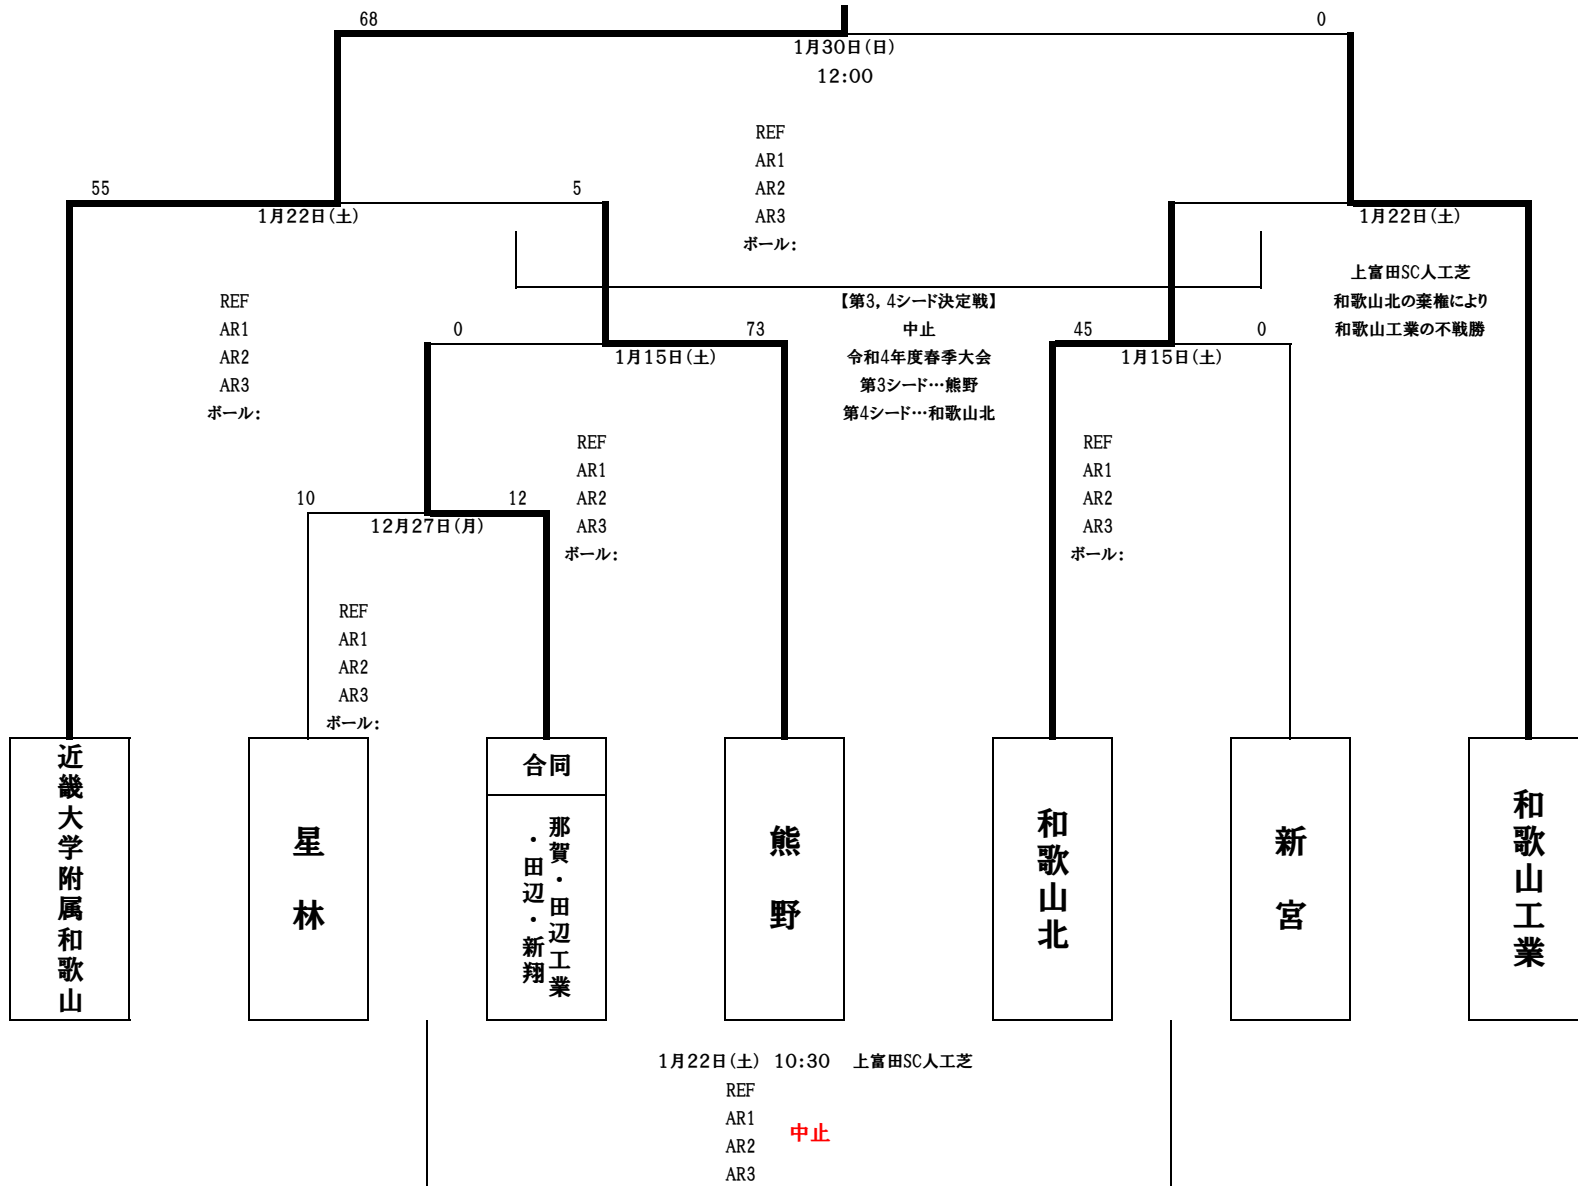 68
0
1月30日(日)
12:00
REF
AR1
AR2
AR3
ボール:
55
5
1月22日(土)
1月22日(土)
上富田SC人工芝
和歌山北の棄権により
和歌山工業の不戦勝
【第3,4シード決定戦】
中止
令和4年度春季大会
第3シード…熊野
第4シード…和歌山北
REF
AR1
AR2
AR3
ボール:
0
73
1月15日(土)
45
0
1月15日(土)
REF
AR1
AR2
AR3
ボール:
REF
AR1
AR2
AR3
ボール:
10
12
12月27日(月)
REF
AR1
AR2
AR3
ボール:
近畿大学附属和歌山
星林
合同
那賀・田辺工業
・田辺・新翔
熊野
和歌山北
新宮
和歌山工業
1月22日(土) 10:30 上富田SC人工芝
REF
AR1
中止
AR2
AR3